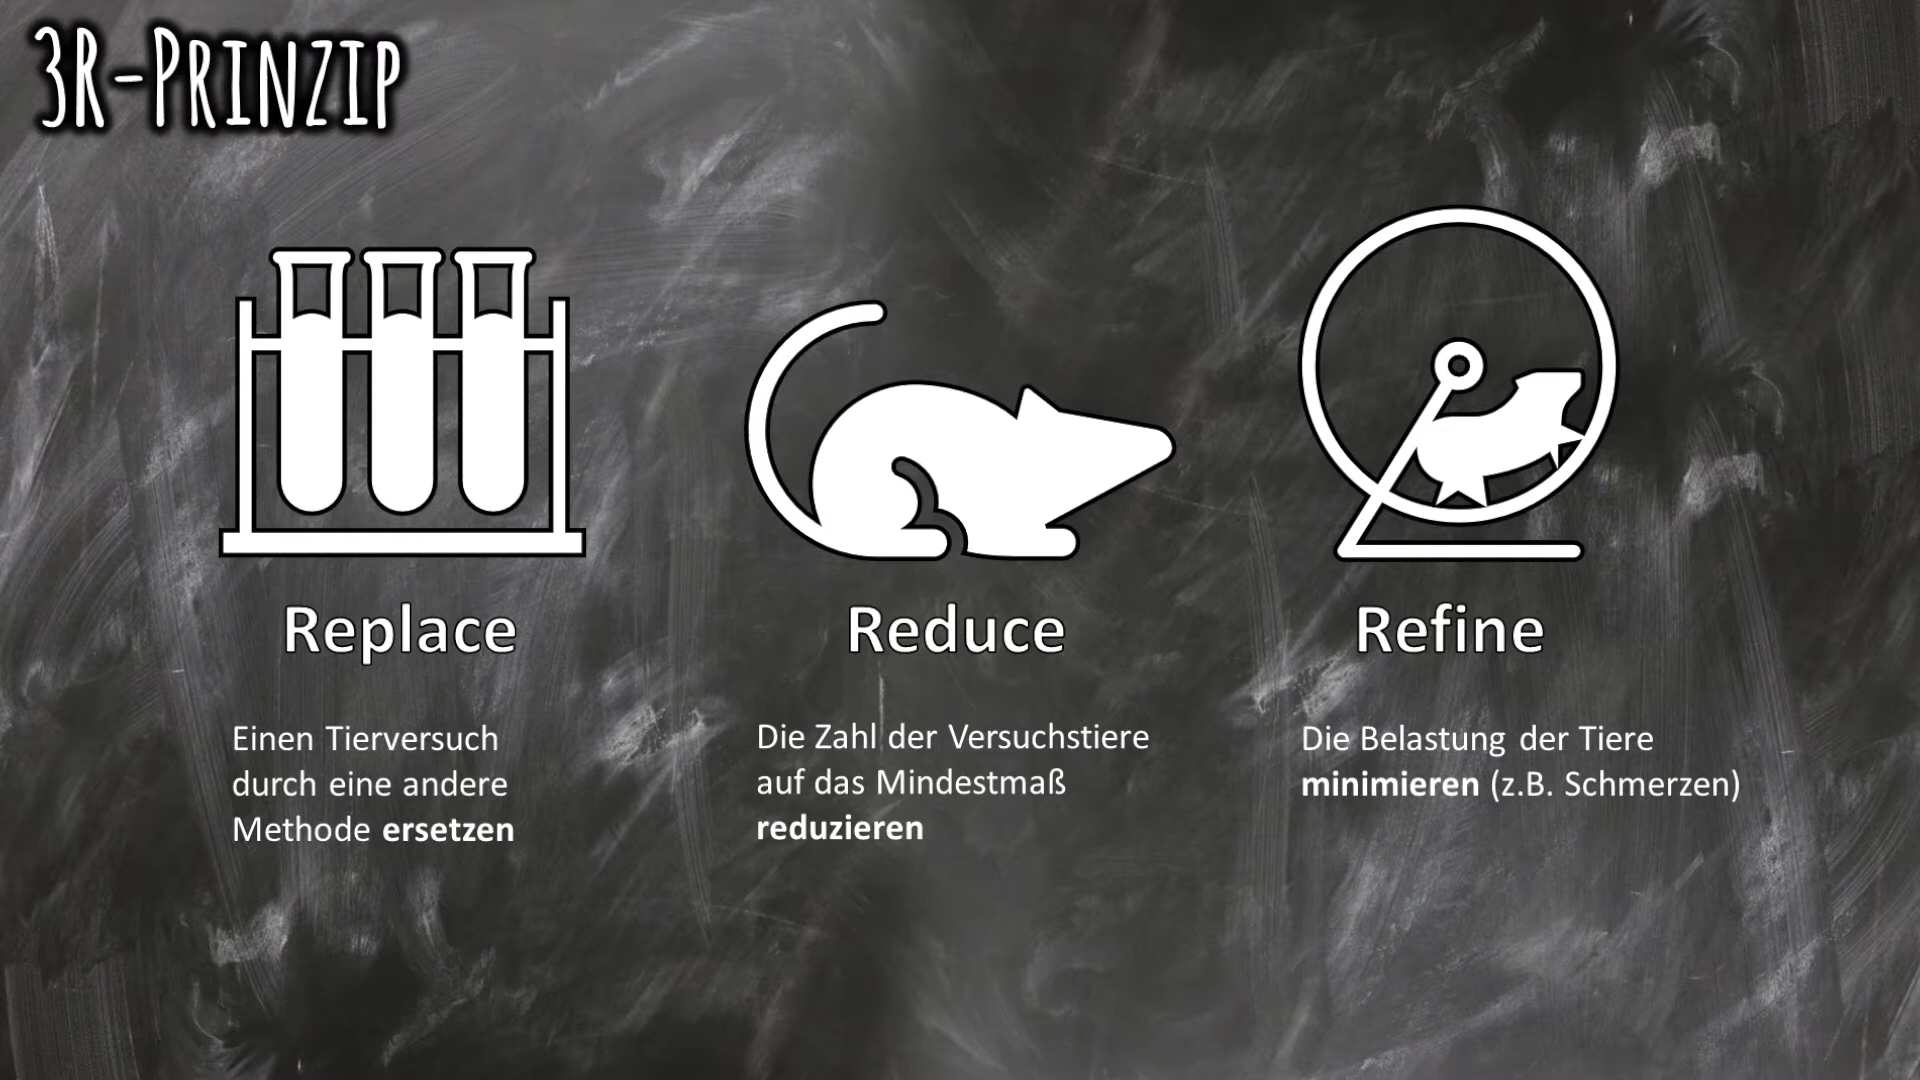 3R-Prinzip
Replace
Einen Tierversuch
durch eine andere
Methode ersetzen
Reduce
Die Zahl der Versuchstiere
auf das Mindestmaß
reduzieren
Refine
Die Belastung der Tiere
minimieren (z.B. Schmerzen)